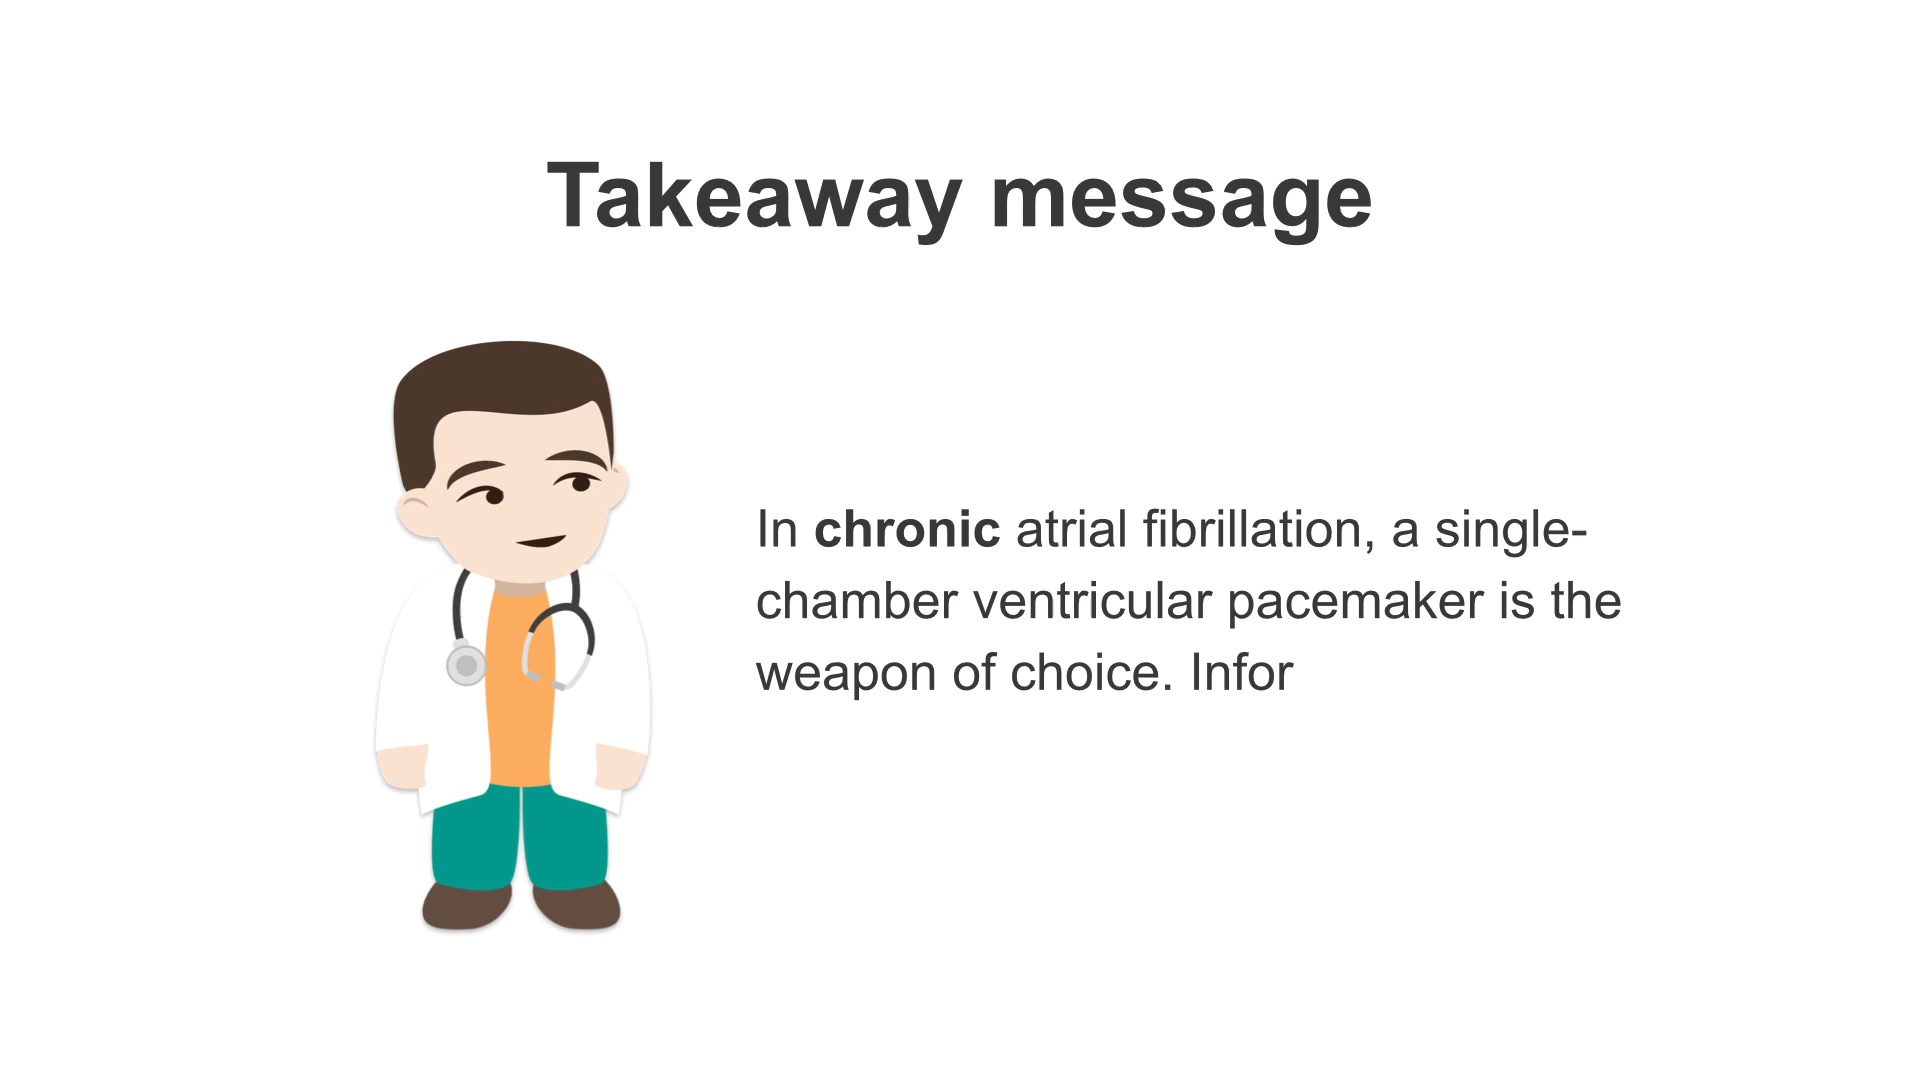 Takeaway message
In chronic atrial fibrillation, a single-
chamber ventricular pacemaker is the
weapon of choice. Infor